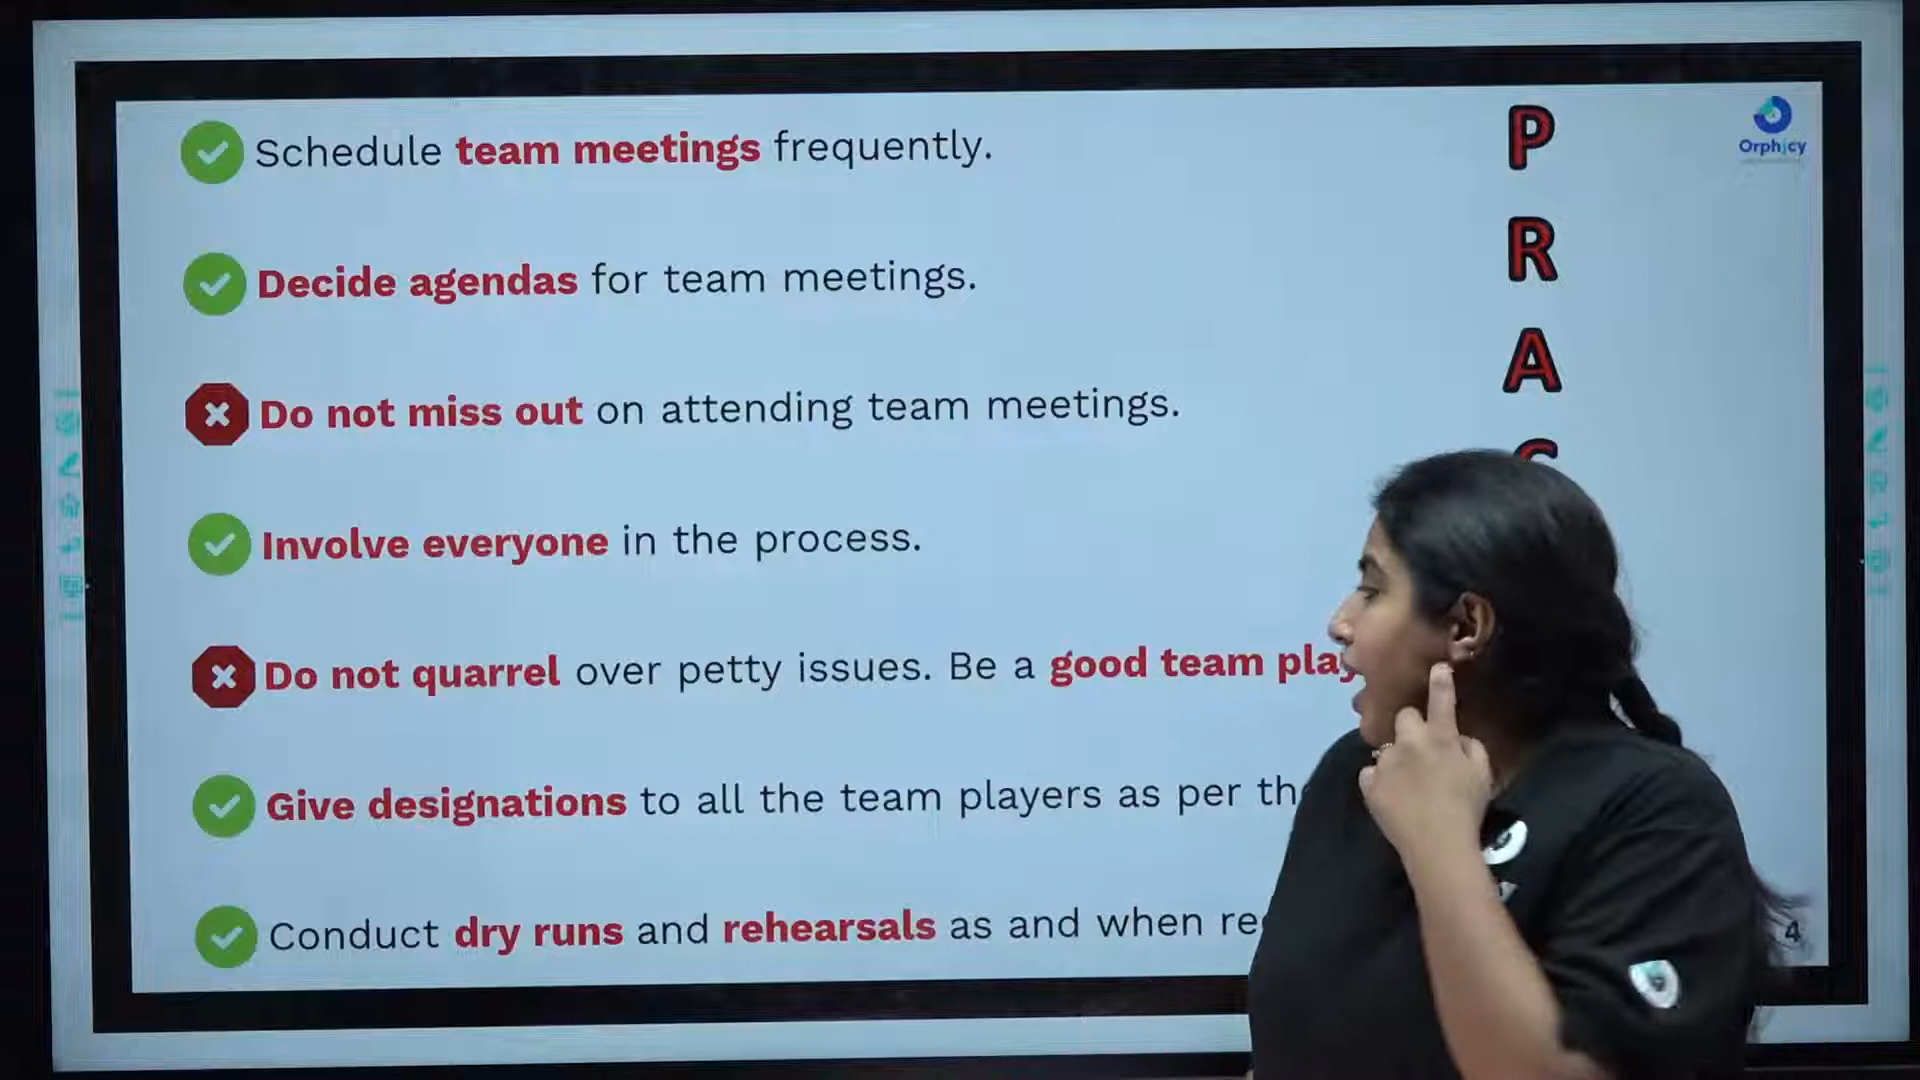 Schedule team meetings frequently.
Decide agendas for team meetings.
Do not miss out on attending team meetings.
Involve everyone in the process.
Do not quarrel over petty issues. Be a good team
Give designations to all the team players as per
Conduct dry runs and rehearsals as and when
P
R
A
Orphicy
4